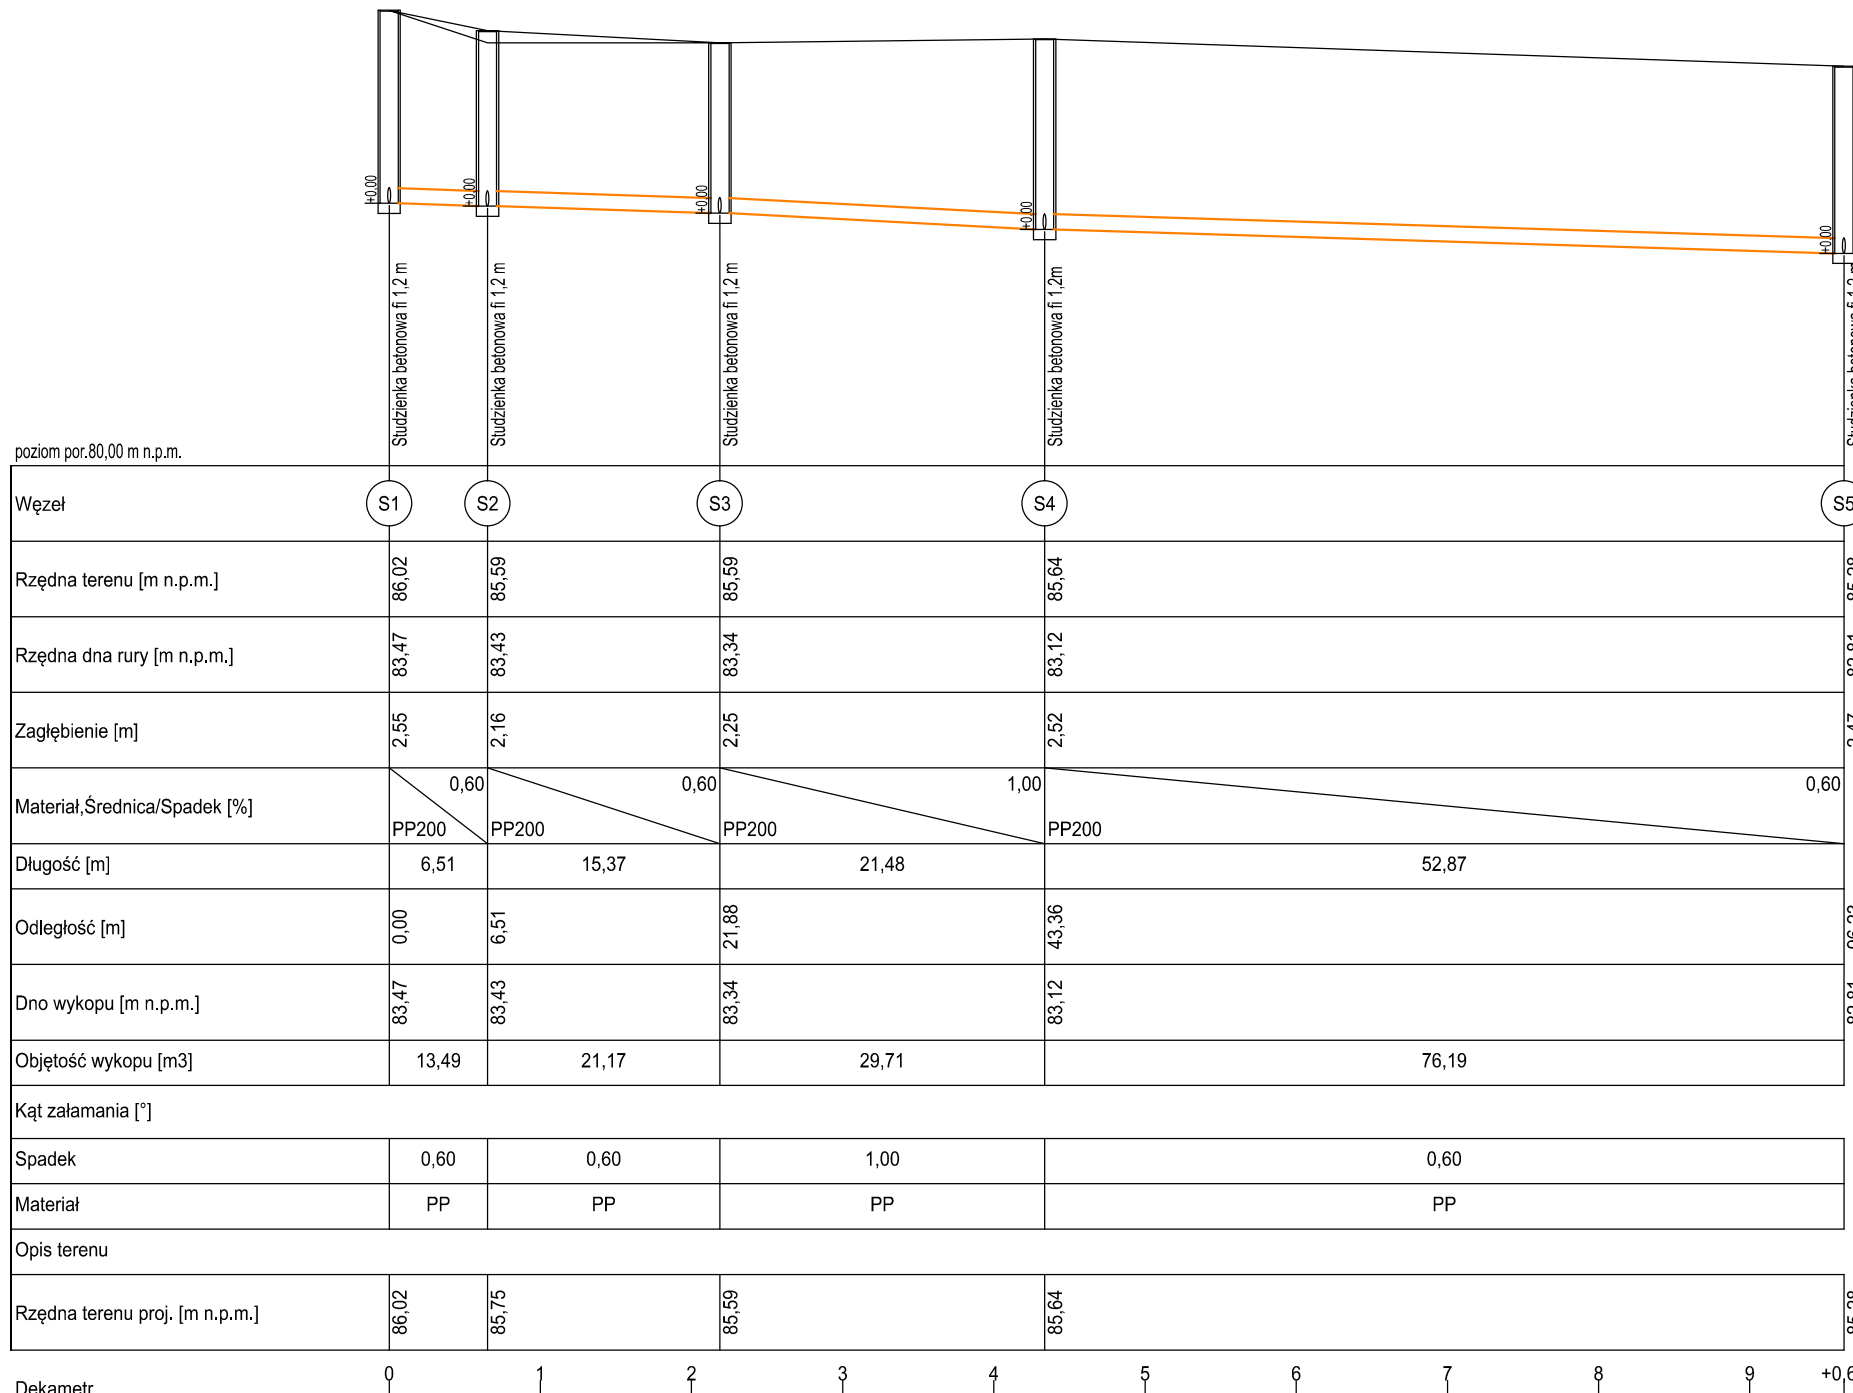 +0.00 +0.00 +0.00 +0.00 +0.00
Studzienka betonowa fi 1,2 m
Studzienka betonowa fi 1,2 m
Studzienka betonowa fi 1,2 m
Studzienka betonowa fi 1,2m
poziom por.80,00 m n.p.m.
Węzeł S1 S2 S3 S4 S5
Rzędna terenu [m n.p.m.] 86,02 85,59 85,59 85,64
Rzędna dna rury [m n.p.m.] 83,47 83,43 83,34 83,12
Zagłębienie [m] 2,55 2,16 2,25 2,52
Materiał,Średnica/Spadek [%] 0,60 0,60 1,00 0,60
PP200 PP200 PP200 PP200
Długość [m] 6,51 15,37 21,48 52,87
Odległość [m] 0,00 6,51 21,88 43,36
Dno wykopu [m n.p.m.] 83,47 83,43 83,34 83,12
Objętość wykopu [m3] 13,49 21,17 29,71 76,19
Kąt załamania [°]
Spadek 0,60 0,60 1,00 0,60
Materiał PP PP PP PP
Opis terenu
Rzędna terenu proj. [m n.p.m.] 86,02 85,75 85,59 85,64
Dekametr 0 1 2 3 4 5 6 7 8 9